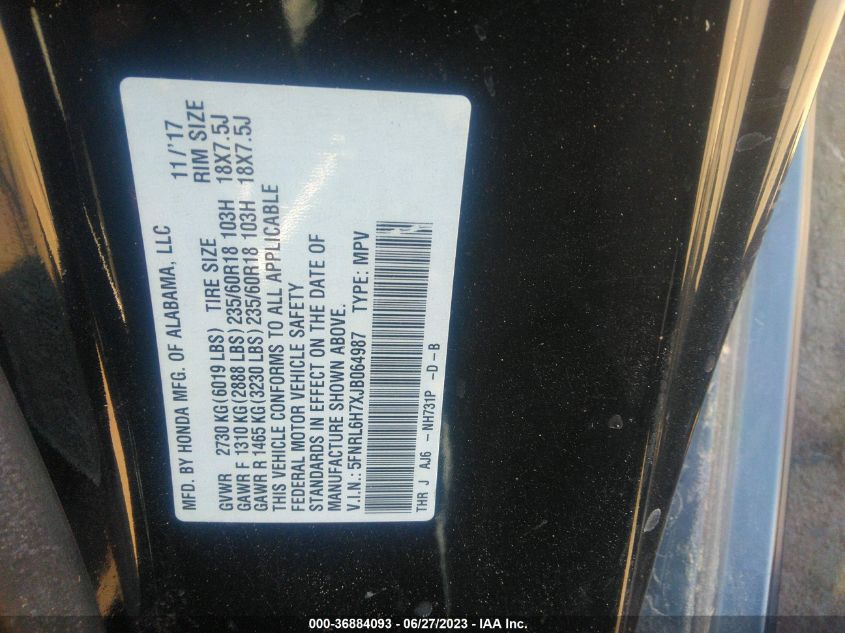 MFD. BY HONDA MFG. OF ALABAMA, LLC 11/'17
GVWR 2730 KG (6019 LBS) TIRE SIZE RIM SIZE
GAWR F 1310 KG (2888 LBS) 235/60R18 103H 18X7.5J
GAWR R 1465 KG (3230 LBS) 235/60R18 103H 18X7.5J
THIS VEHICLE CONFORMS TO ALL APPLICABLE
FEDERAL MOTOR VEHICLE SAFETY
STANDARDS IN EFFECT ON THE DATE OF
MANUFACTURE SHOWN ABOVE.
V.I.N.: 5FNRL6H7XJB064987 TYPE: MPV
THR J AJ6 - NH731P -D-B
000-36884093 - 06/27/2023 - IAA Inc.